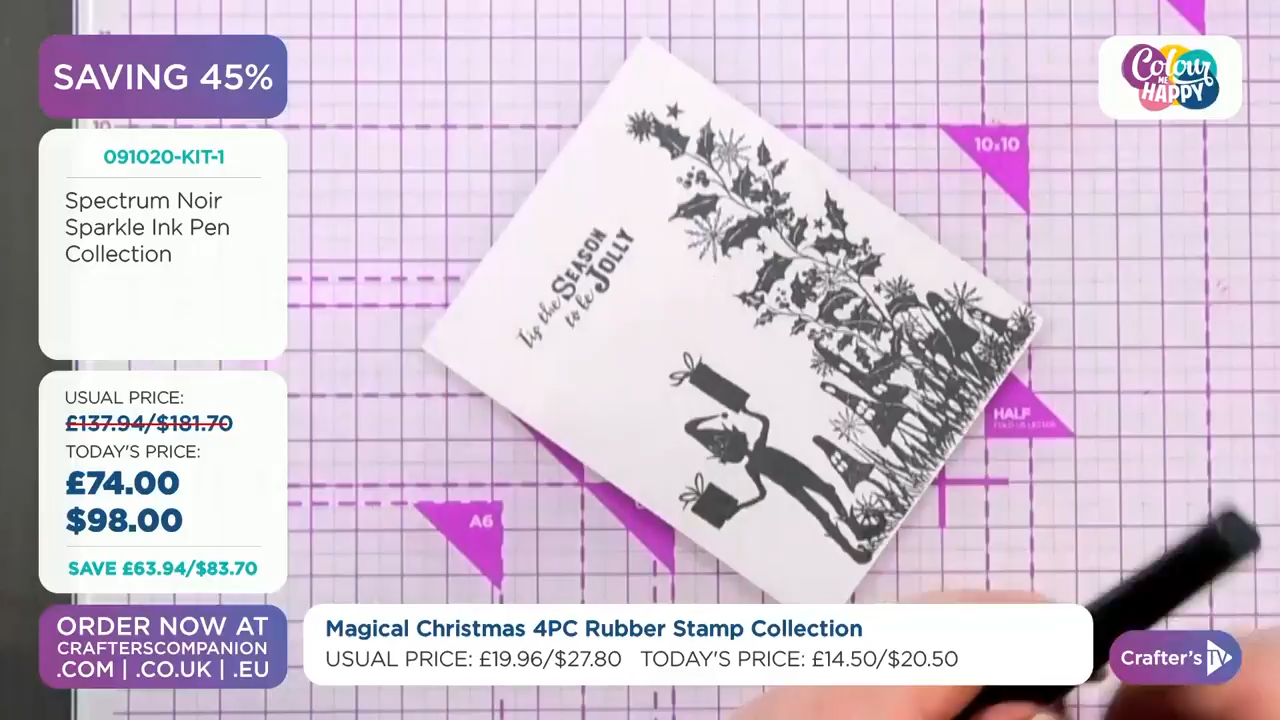 SAVING 45%
091020-KIT-1
Spectrum Noir
Sparkle Ink Pen
Collection
USUAL PRICE:
£137.94/$181.70
TODAY'S PRICE:
£74.00
$98.00
SAVE £63.94/$83.70
ORDER NOW AT
CRAFTERSCOMPANION
.COM | .CO.UK | .EU
Colour
ME
HAPPY
10x10
'Tis the SEASON
to be JOLLY
HALF
A6
Magical Christmas 4PC Rubber Stamp Collection
USUAL PRICE: £19.96/$27.80 TODAY'S PRICE: £14.50/$20.50
Crafter's TV